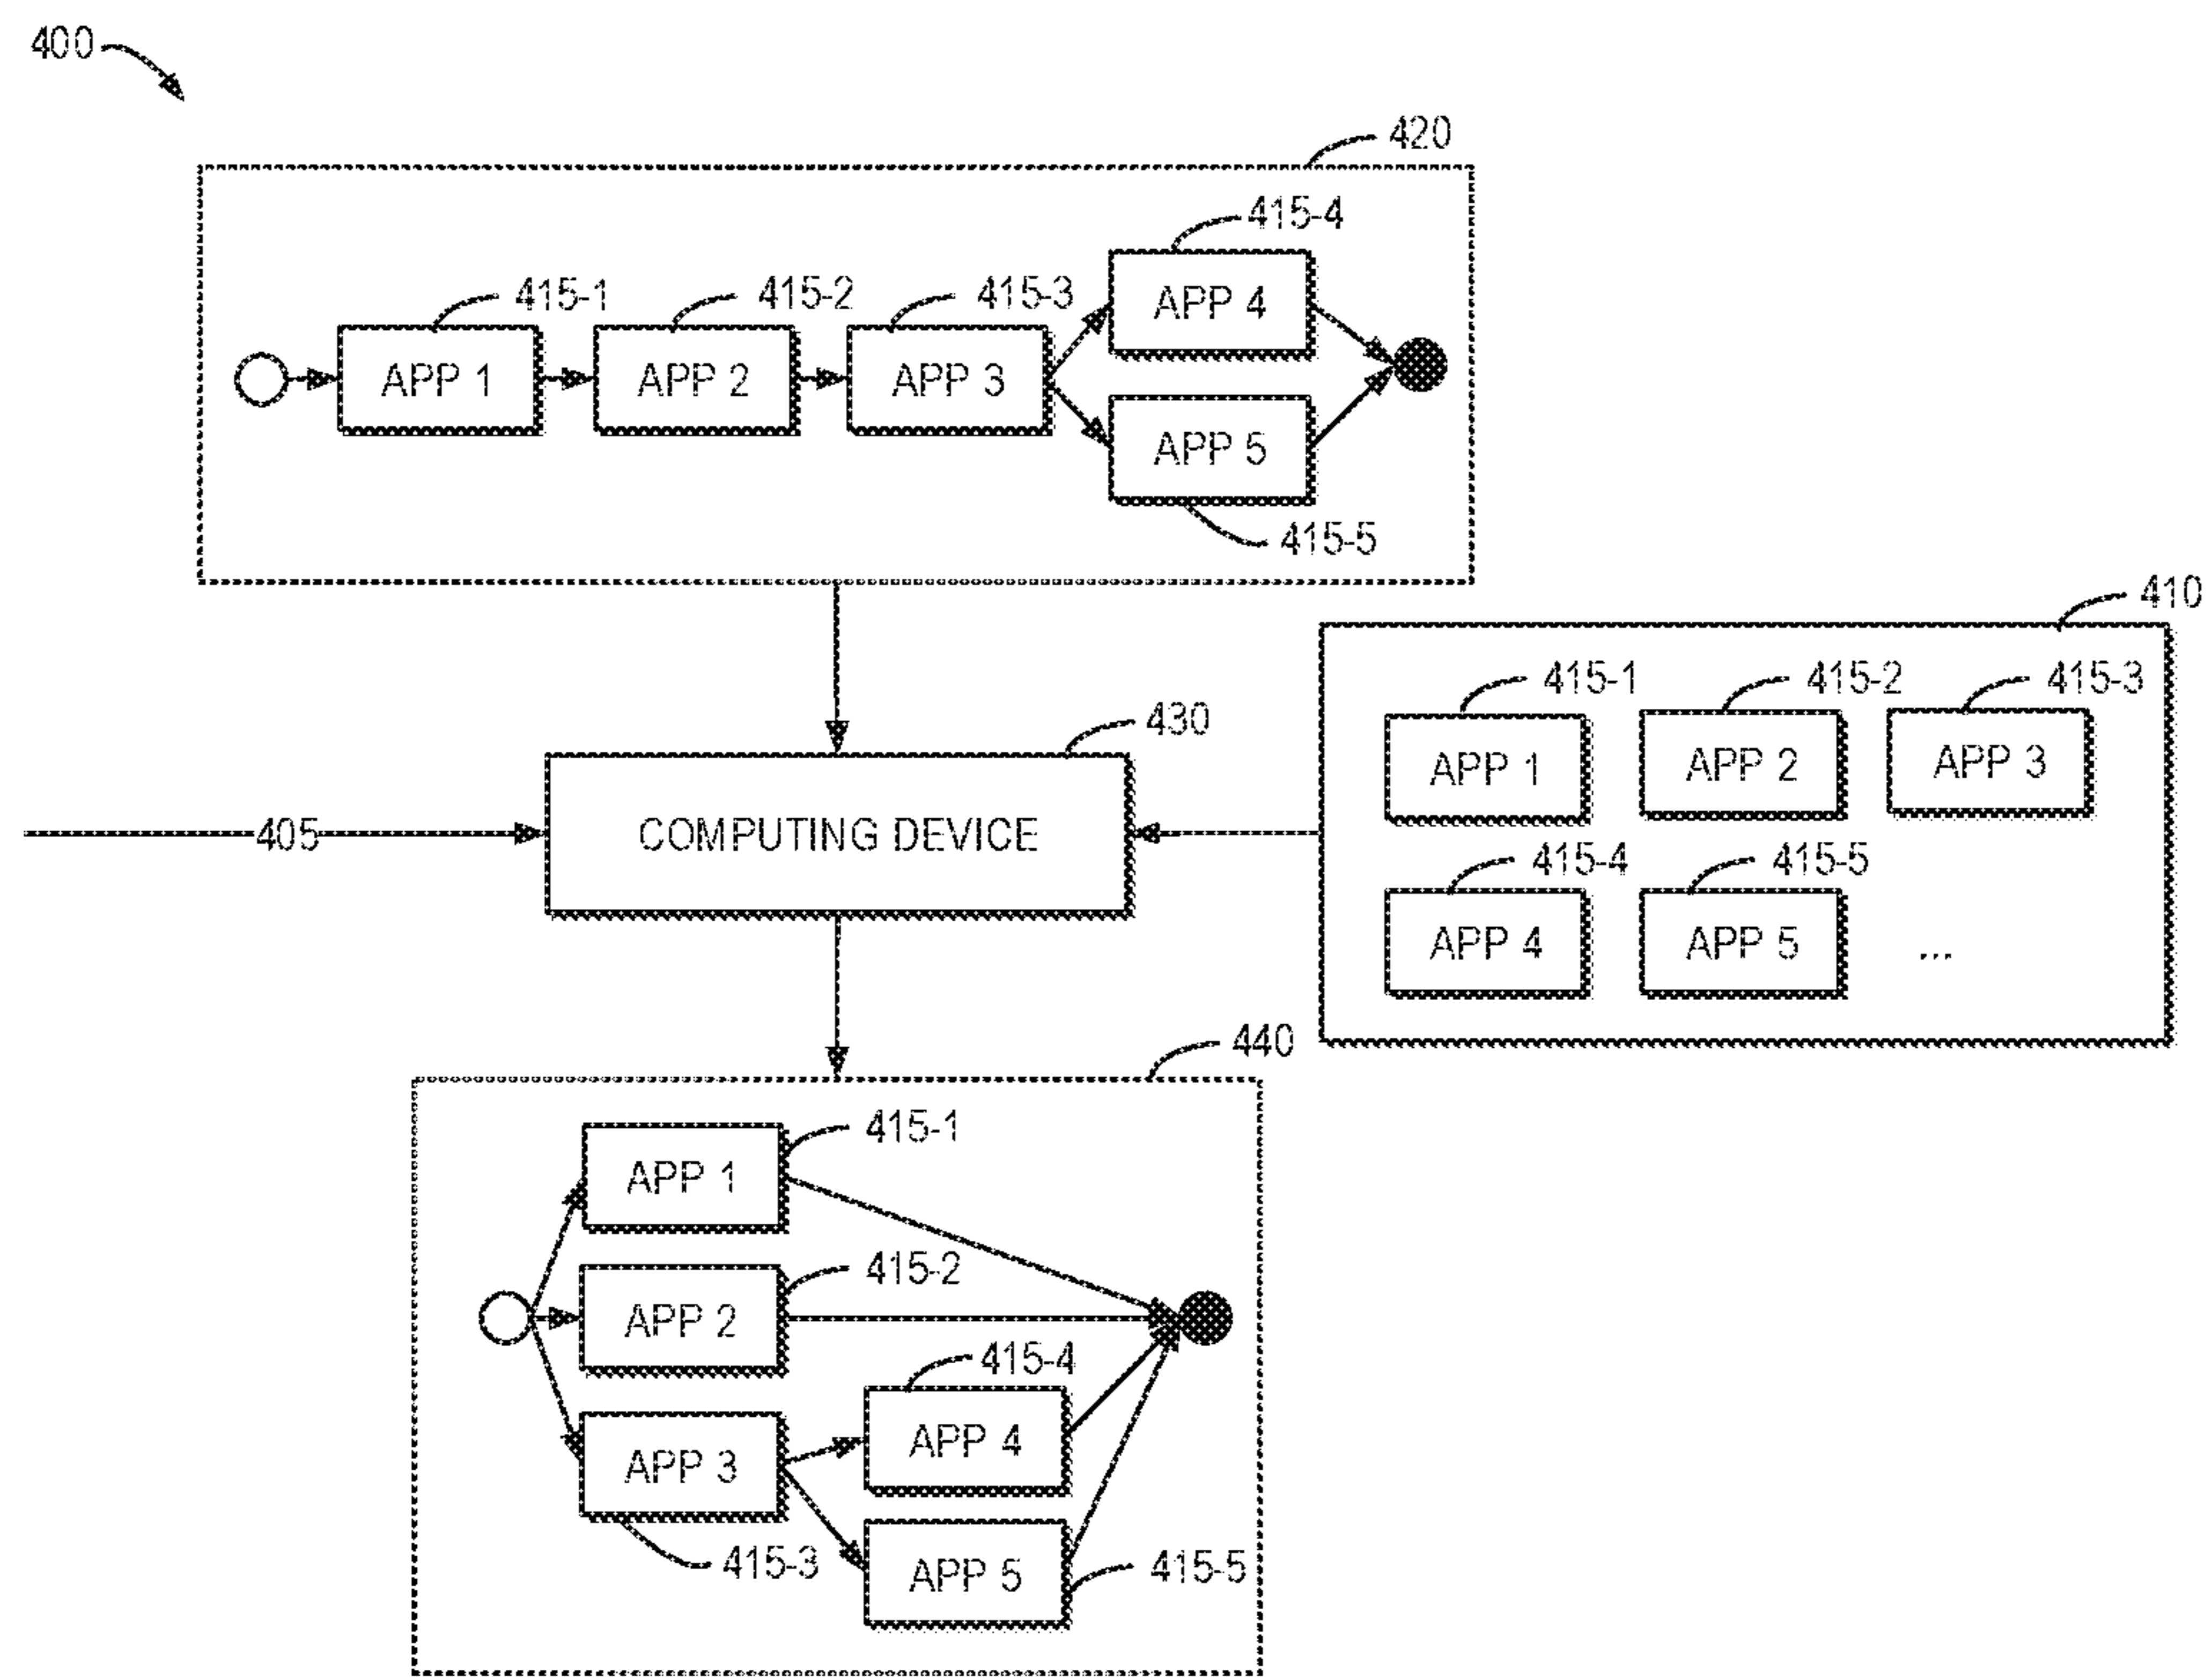 400
420
415-4
APP 4
415-1
415-2
415-3
APP 1
APP 2
APP 3
APP 5
415-5
410
415-1
415-2
415-3
APP 1
APP 2
APP 3
430
405
COMPUTING DEVICE
415-4
415-5
APP 4
APP 5
...
440
415-1
APP 1
415-2
APP 2
415-4
APP 4
APP 3
415-3
APP 5
415-5